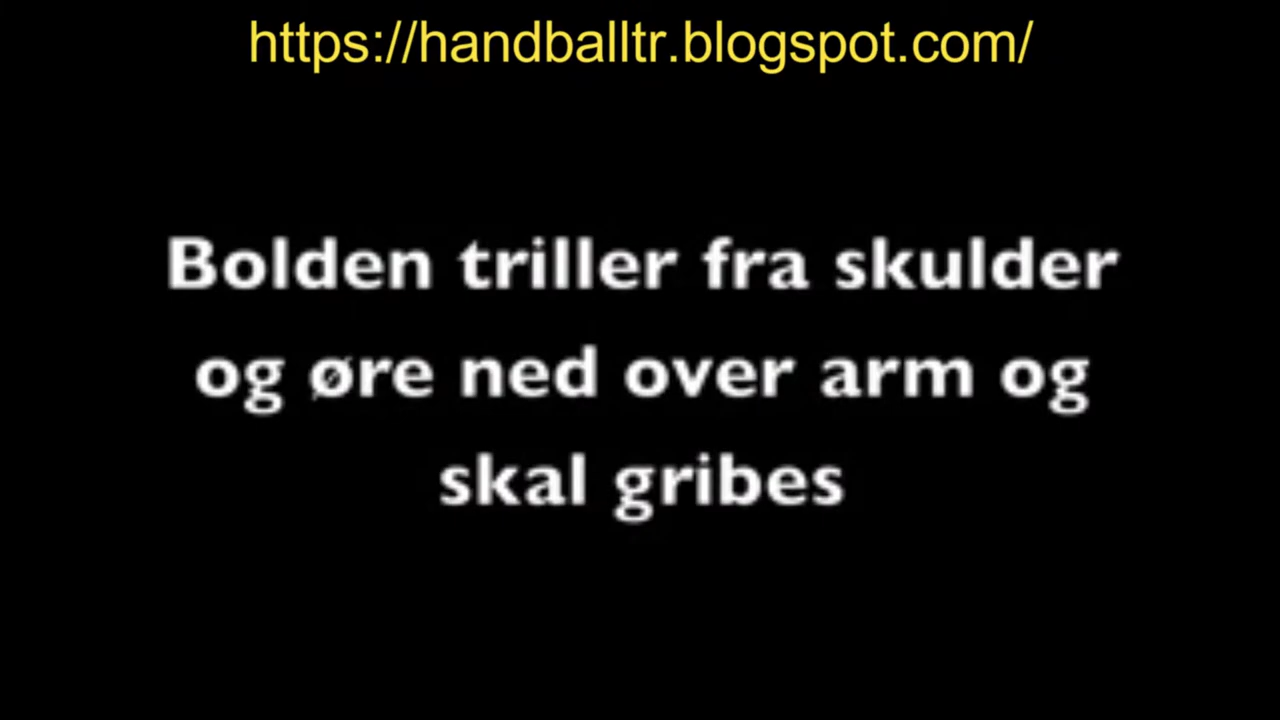 https://handballtr.blogspot.com/
Bolden triller fra skulder
og øre ned over arm og
skal gribes